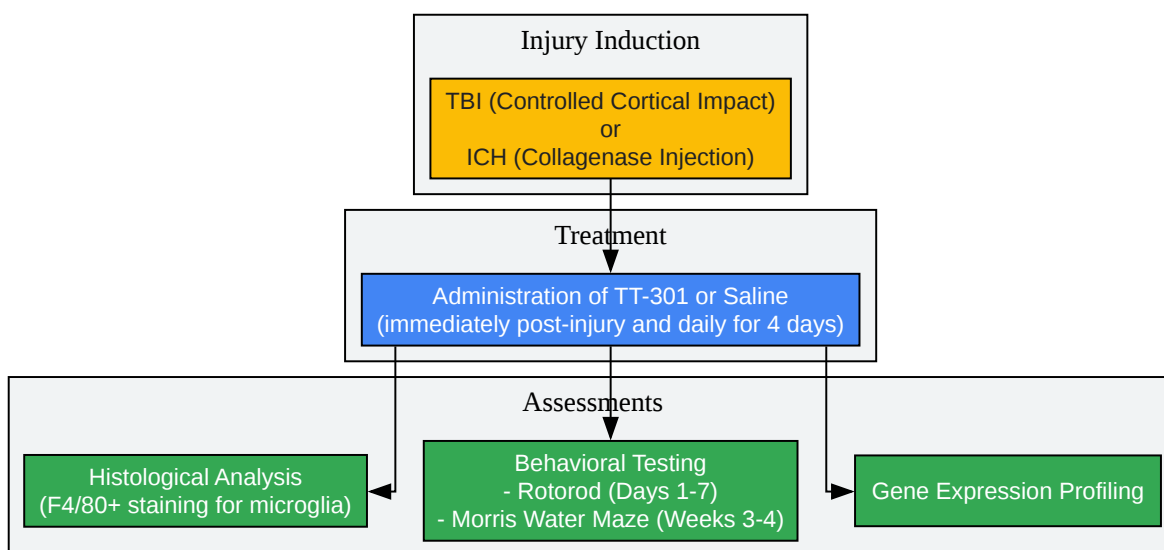 Injury Induction
TBI (Controlled Cortical Impact)
or
ICH (Collagenase Injection)
Treatment
Administration of TT-301 or Saline
(immediately post-injury and daily for 4 days)
Assessments
Histological Analysis
(F4/80+ staining for microglia)
Behavioral Testing
- Rotorod (Days 1-7)
- Morris Water Maze (Weeks 3-4)
Gene Expression Profiling